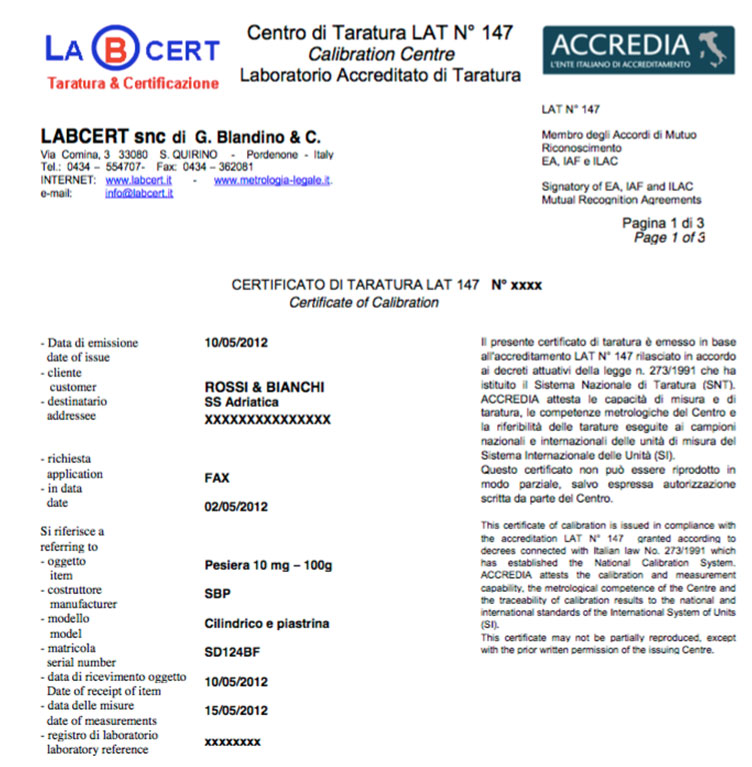 LA B CERT
Taratura & Certificazione
Centro di Taratura LAT N° 147
Calibration Centre
Laboratorio Accreditato di Taratura
ACCREDIA
L'ENTE ITALIANO DI ACCREDITAMENTO
LABCERT snc di G. Blandino & C.
Via Comina, 3 33080 S. QUIRINO - Pordenone - Italy
Tel.: 0434 – 554707- Fax: 0434 – 362081
INTERNET: www.labcert.it - www.metrologia-legale.it.
e-mail: info@labcert.it
LAT N° 147
Membro degli Accordi di Mutuo
Riconoscimento
EA, IAF e ILAC
Signatory of EA, IAF and ILAC
Mutual Recognition Agreements
Pagina 1 di 3
Page 1 of 3
CERTIFICATO DI TARATURA LAT 147 N° xxxx
Certificate of Calibration
- Data di emissione 10/05/2012
date of issue
- cliente
customer ROSSI & BIANCHI
- destinatario SS Adriatica
addressee XXXXXXXXXXXXXXX
- richiesta
application FAX
- in data
date 02/05/2012
Si riferisce a
referring to
- oggetto Pesiera 10 mg – 100g
item
- costruttore SBP
manufacturer
- modello Cilindrico e piastrina
model
- matricola SD124BF
serial number
- data di ricevimento oggetto 10/05/2012
Date of receipt of item
- data delle misure 15/05/2012
date of measurements
- registro di laboratorio xxxxxxxx
laboratory reference
Il presente certificato di taratura è emesso in base
all'accreditamento LAT N° 147 rilasciato in accordo
ai decreti attuativi della legge n. 273/1991 che ha
istituito il Sistema Nazionale di Taratura (SNT).
ACCREDIA attesta le capacità di misura e di
taratura, le competenze metrologiche del Centro e
la riferibilità delle tarature eseguite ai campioni
nazionali e internazionali delle unità di misura del
Sistema Internazionale delle Unità (SI).
Questo certificato non può essere riprodotto in
modo parziale, salvo espressa autorizzazione
scritta da parte del Centro.
This certificate of calibration is issued in compliance with
the accreditation LAT N° 147 granted according to
decrees connected with Italian law No. 273/1991 which
has established the National Calibration System.
ACCREDIA attests the calibration and measurement
capability, the metrological competence of the Centre and
the traceability of calibration results to the national and
international standards of the International System of Units
(SI).
This certificate may not be partially reproduced, except
with the prior written permission of the issuing Centre.